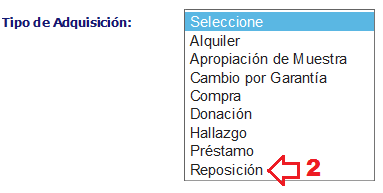 Tipo de Adquisición:
Seleccione
Alquiler
Apropiación de Muestra
Cambio por Garantía
Compra
Donación
Hallazgo
Préstamo
Reposición 2